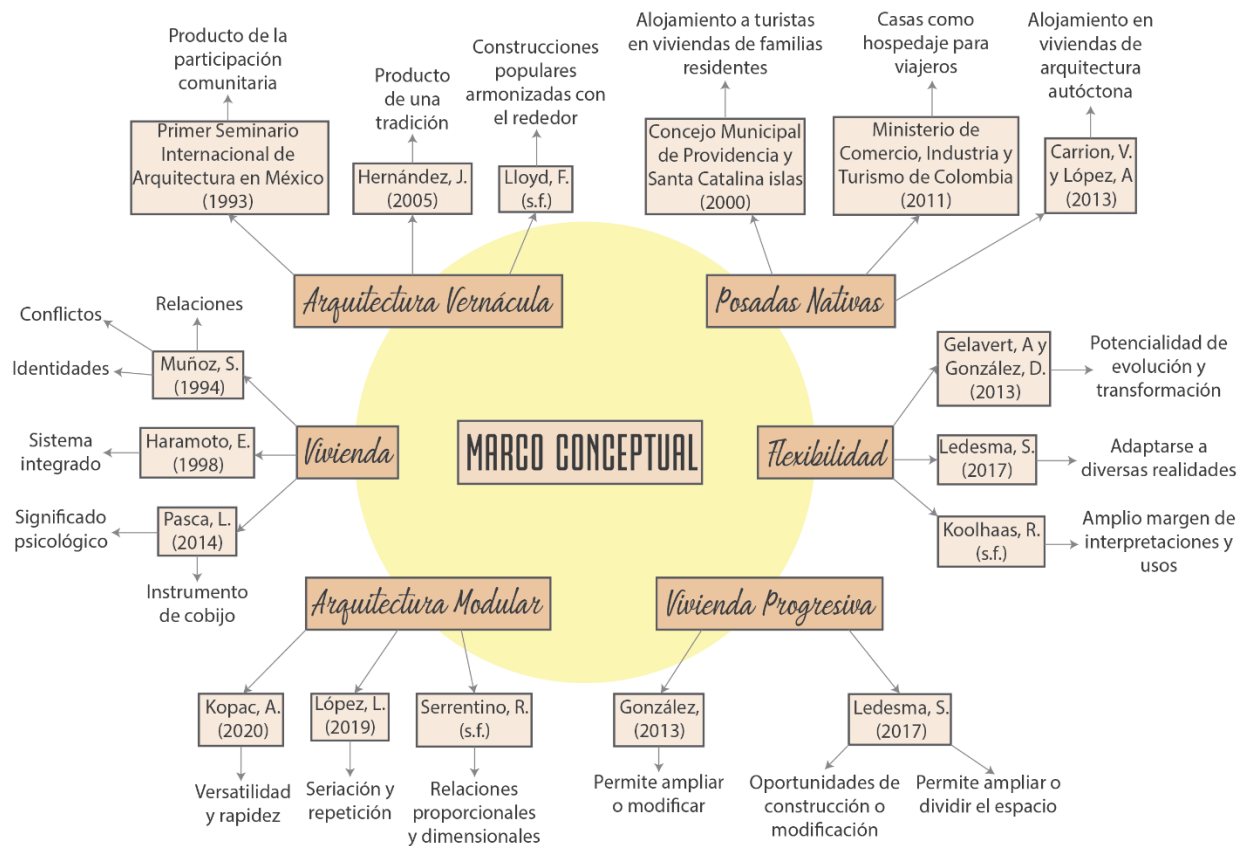 Producto de la
participación
comunitaria
Primer Seminario
Internacional de
Arquitectura en México
(1993)
Producto
de una
tradición
Hernández, J.
(2005)
Construcciones
populares
armonizadas con
el rededor
Lloyd, F.
(s.f.)
Arquitectura Vernácula
Alojamiento a turistas
en viviendas de familias
residentes
Concejo Municipal
de Providencia y
Santa Catalina islas
(2000)
Casas como
hospedaje para
viajeros
Ministerio de
Comercio, Industria y
Turismo de Colombia
(2011)
Alojamiento en
viviendas de
arquitectura
autóctona
Carrion, V.
y López, A
(2013)
Posadas Nativas
Relaciones
Conflictos
Identidades
Muñoz, S.
(1994)
Sistema
integrado
Haramoto, E.
(1998)
Significado
psicológico
Pasca, L.
(2014)
Instrumento
de cobijo
Vivienda
MARCO CONCEPTUAL
Flexibilidad
Gelavert, A y
González, D.
(2013)
Potencialidad de
evolución y
transformación
Ledesma, S.
(2017)
Adaptarse a
diversas realidades
Koolhaas, R.
(s.f.)
Amplio margen de
interpretaciones y
usos
Arquitectura Modular
Kopac, A.
(2020)
Versatilidad
y rapidez
López, L.
(2019)
Seriación y
repetición
Serrentino, R.
(s.f.)
Relaciones
proporcionales
y dimensionales
Vivienda Progresiva
González,
(2013)
Permite ampliar
o modificar
Ledesma, S.
(2017)
Oportunidades de
construcción o
modificación
Permite ampliar o
dividir el espacio